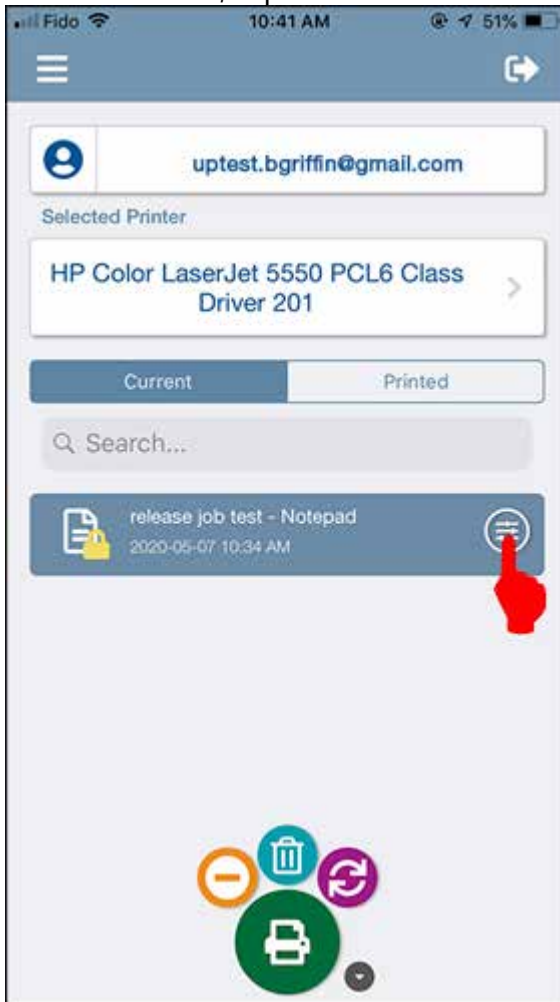 Fido 10:41 AM 51%
uptest.bgriffin@gmail.com
Selected Printer
HP Color LaserJet 5550 PCL6 Class
Driver 201
Current Printed
Search...
release job test - Notepad
2020-05-07 10:34 AM